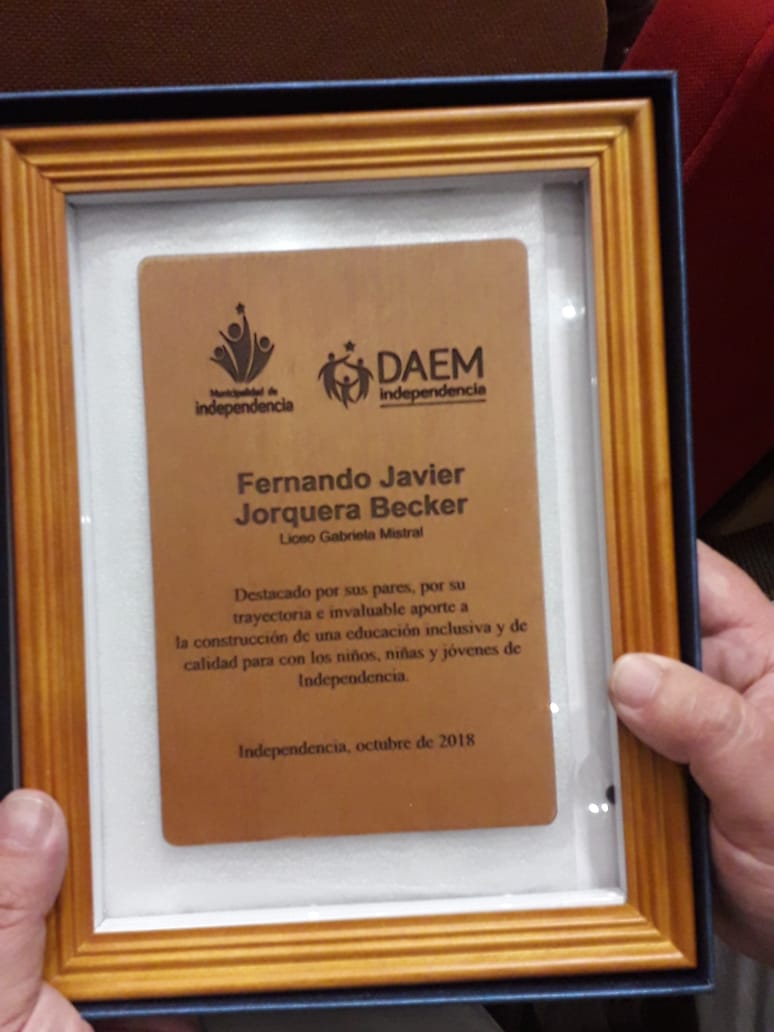 Municipalidad de
independencia
DAEM
independencia
Fernando Javier
Jorquera Becker
Liceo Gabriela Mistral
Destacado por sus pares, por su
trayectoria e invaluable aporte a
la construcción de una educación inclusiva y de
calidad para con los niños, niñas y jóvenes de
Independencia.
Independencia, octubre de 2018